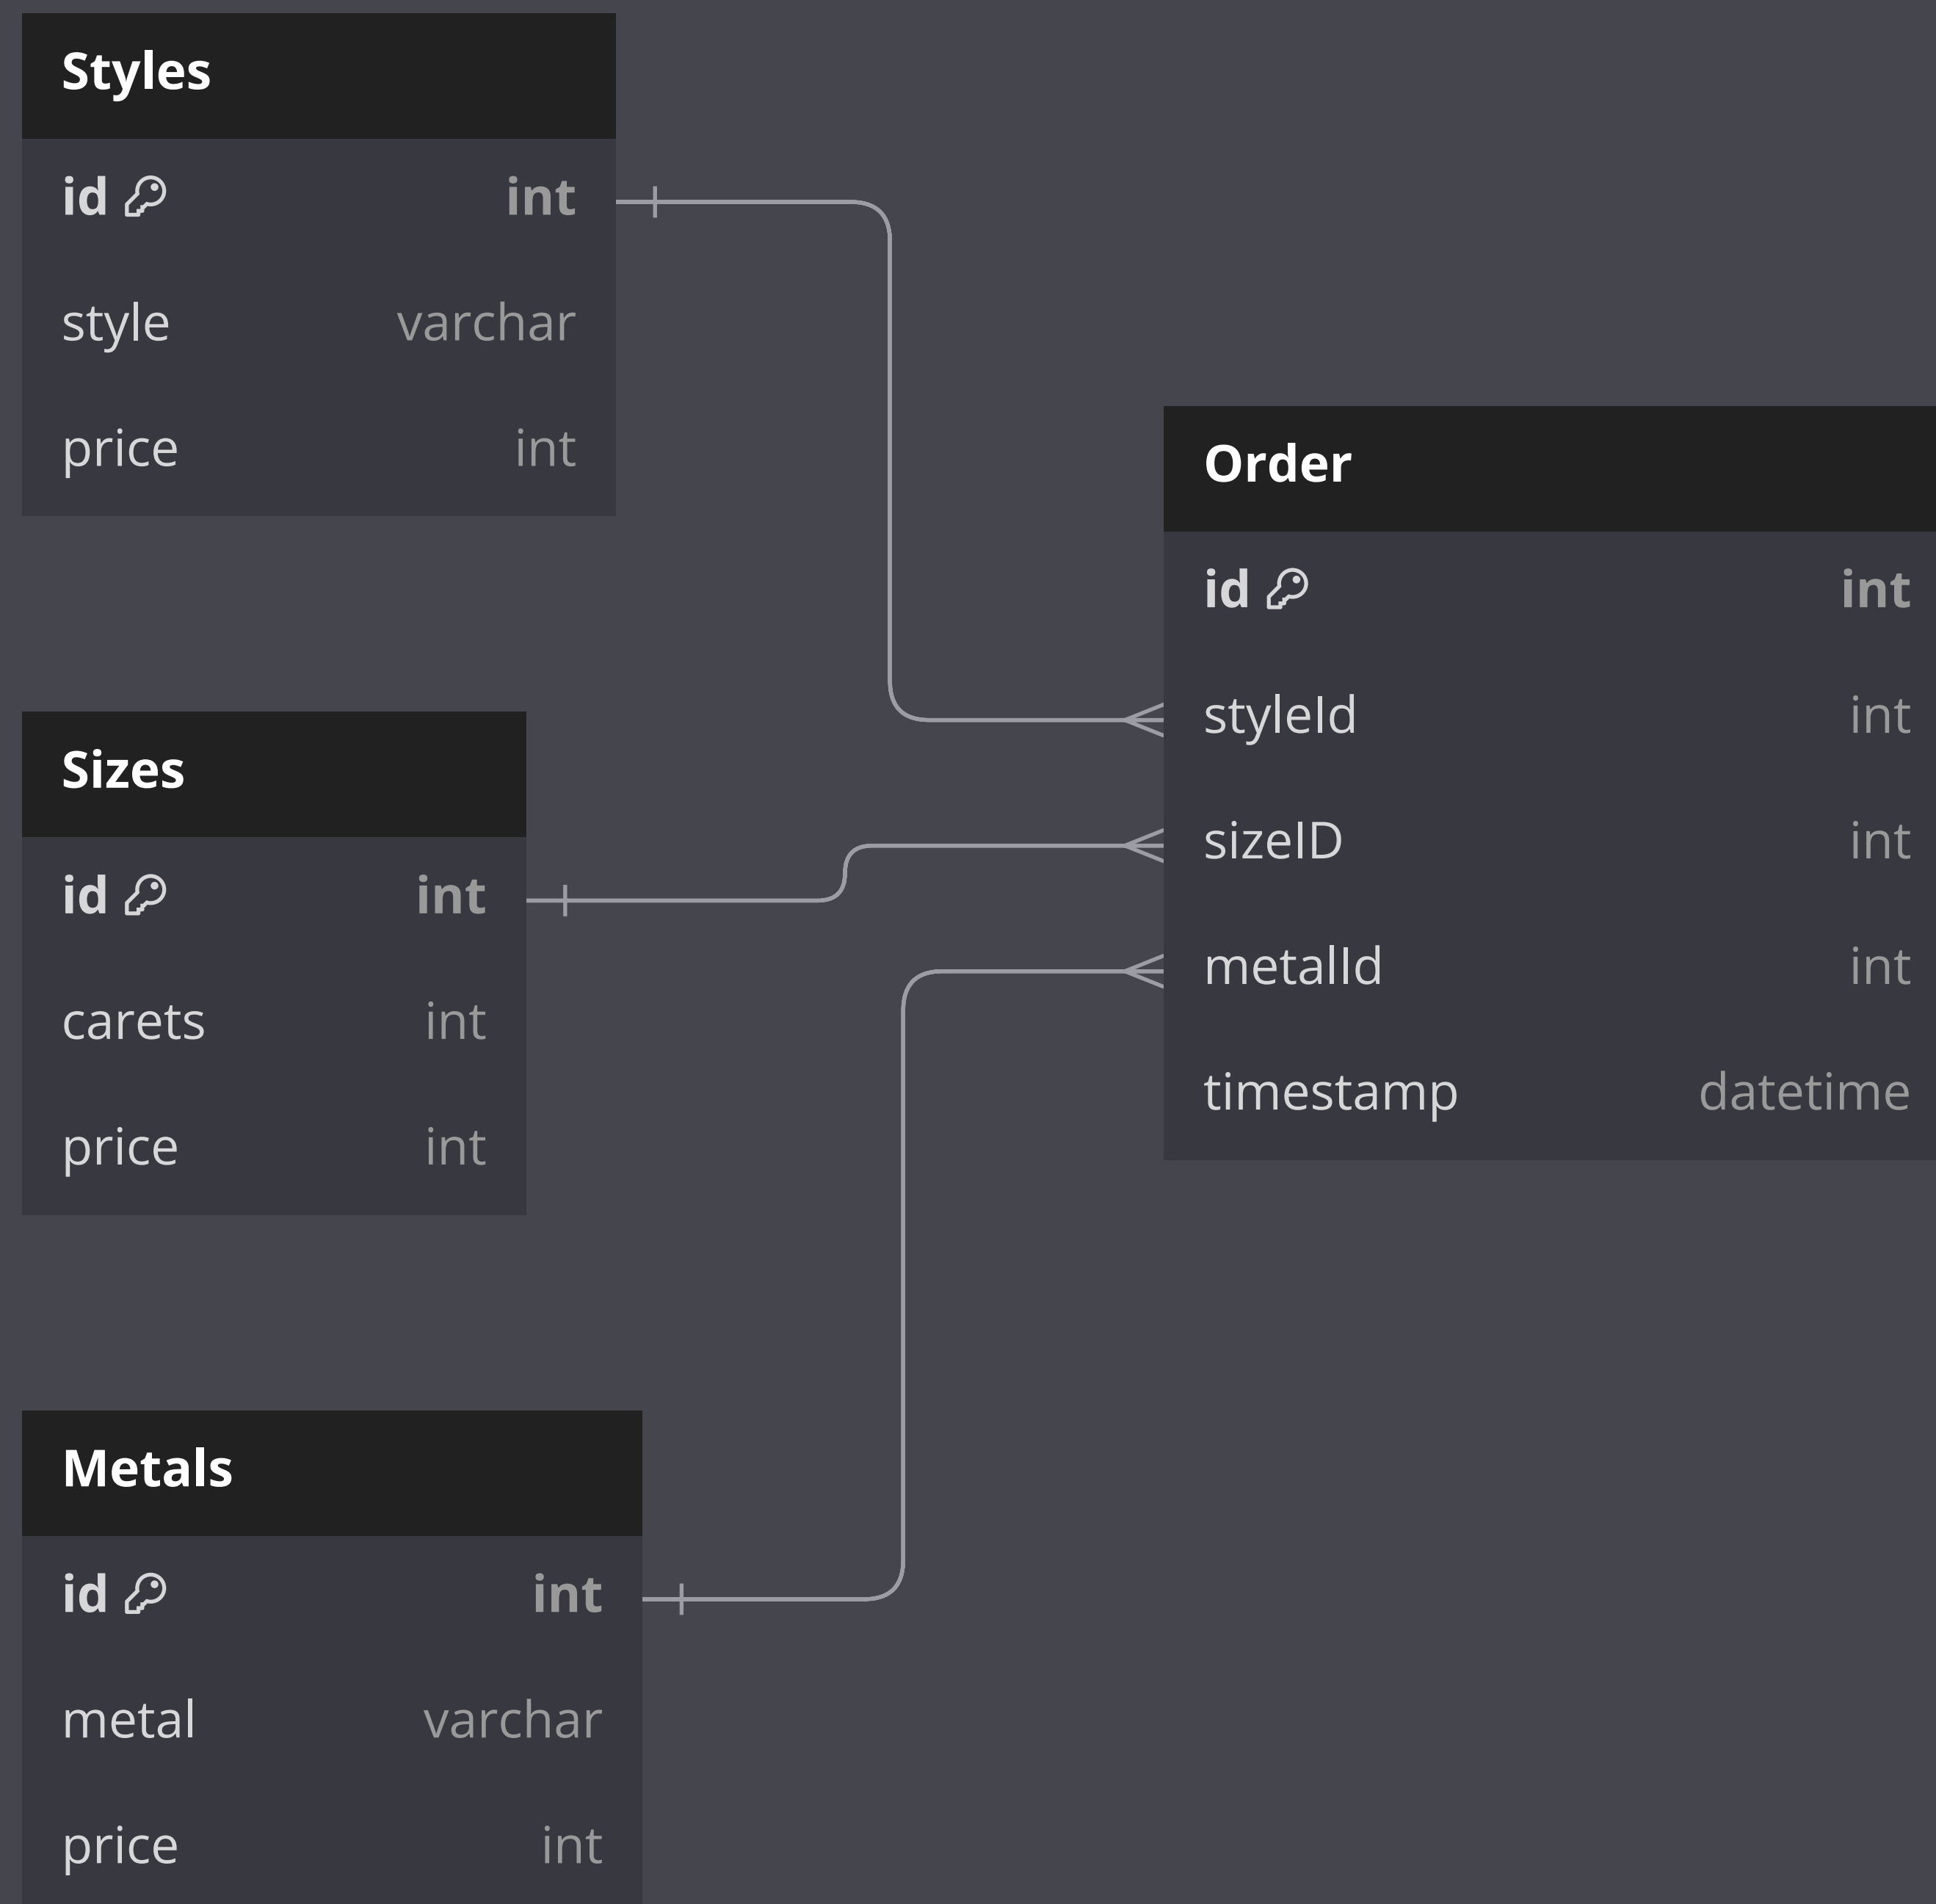 Styles
id int
style varchar
price int
Order
id int
styleId int
sizeID int
metalId int
timestamp datetime
Sizes
id int
carets int
price int
Metals
id int
metal varchar
price int